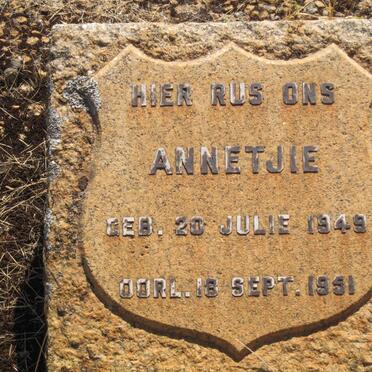 HIER RUS ONS
ANNETJIE
GEB. 20 JULIE 1949
OORL. 18 SEPT. 1951